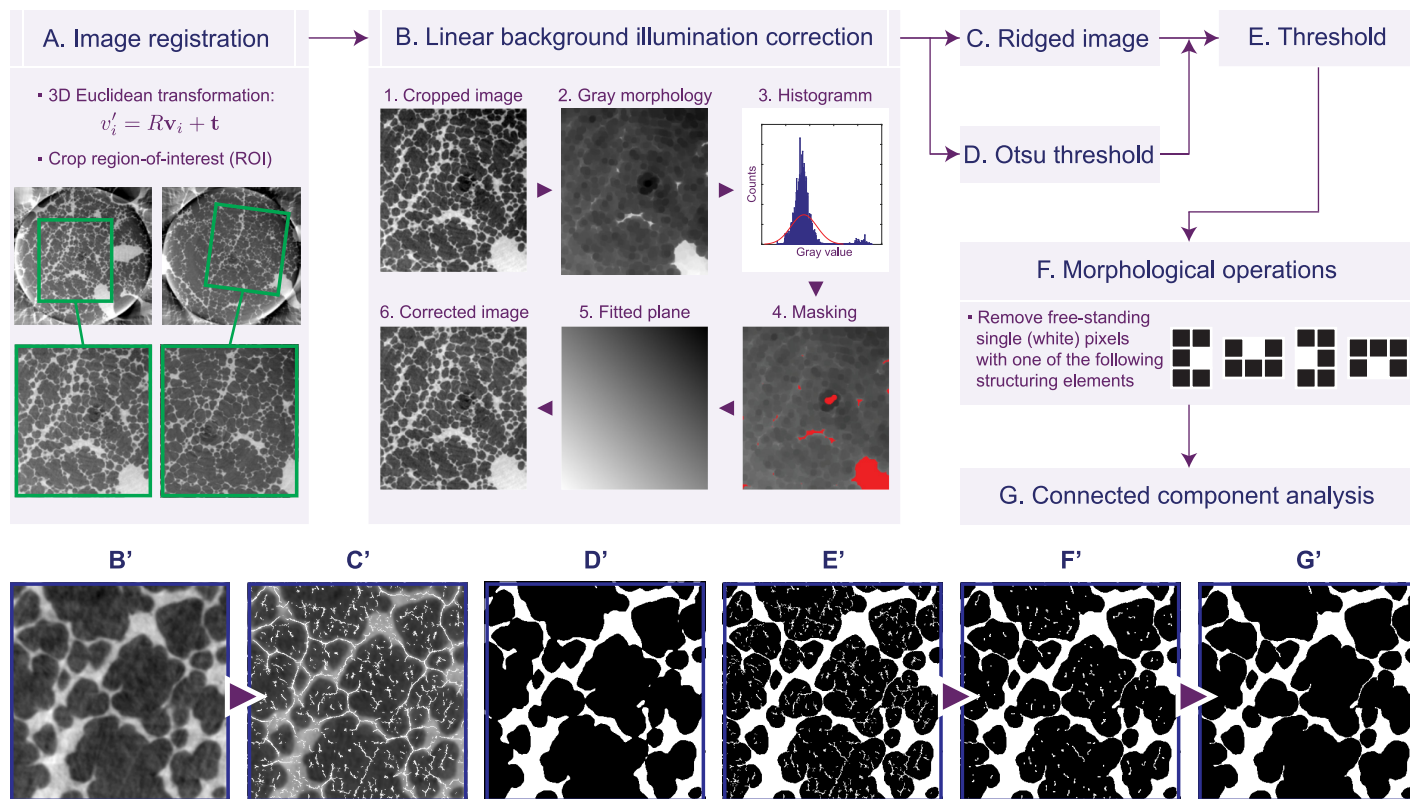 A. Image registration
▪ 3D Euclidean transformation:
v′ᵢ = Rvᵢ + t
▪ Crop region-of-interest (ROI)
B. Linear background illumination correction
1. Cropped image
2. Gray morphology
3. Histogramm
Counts
Gray value
6. Corrected image
5. Fitted plane
4. Masking
C. Ridged image
D. Otsu threshold
E. Threshold
F. Morphological operations
▪ Remove free-standing
single (white) pixels
with one of the following
structuring elements
G. Connected component analysis
B’
C’
D’
E’
F’
G’